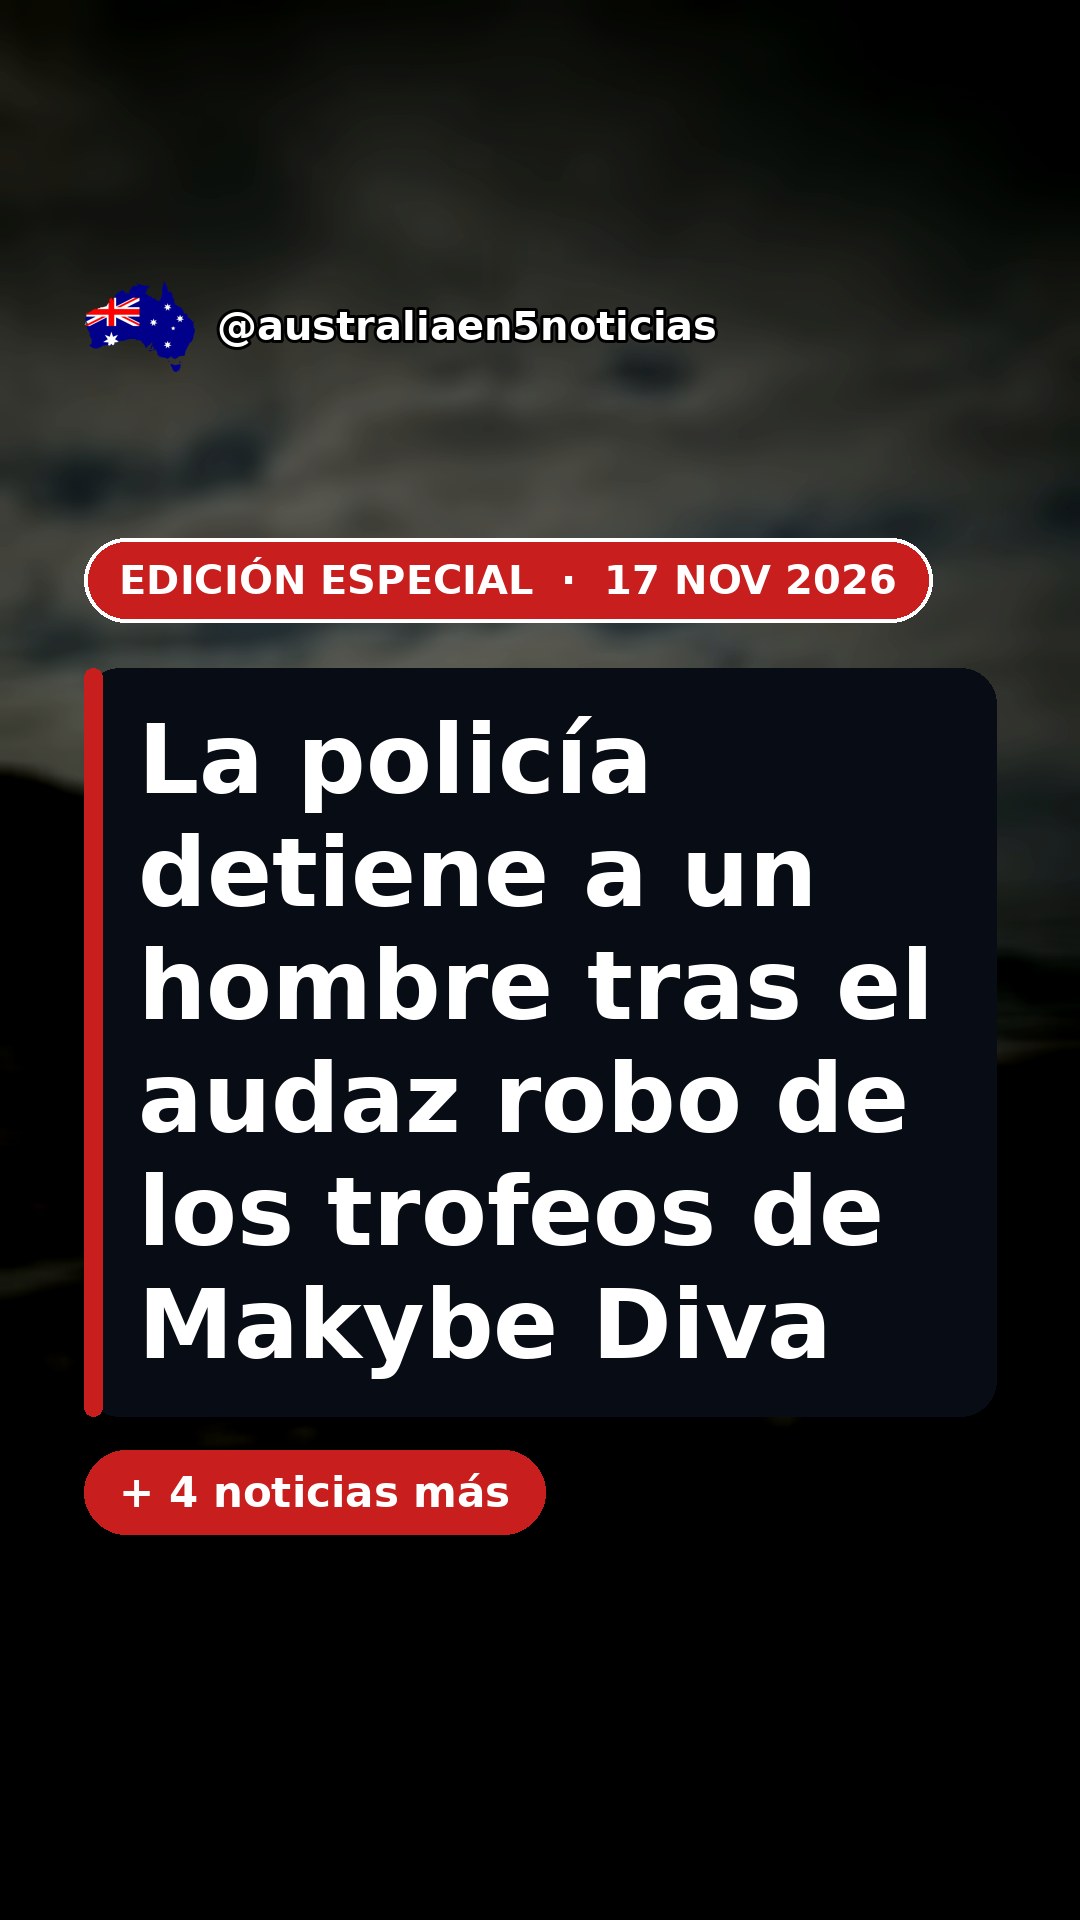 @australiaen5noticias
EDICIÓN ESPECIAL · 17 NOV 2026
La policía
detiene a un
hombre tras el
audaz robo de
los trofeos de
Makybe Diva
+ 4 noticias más